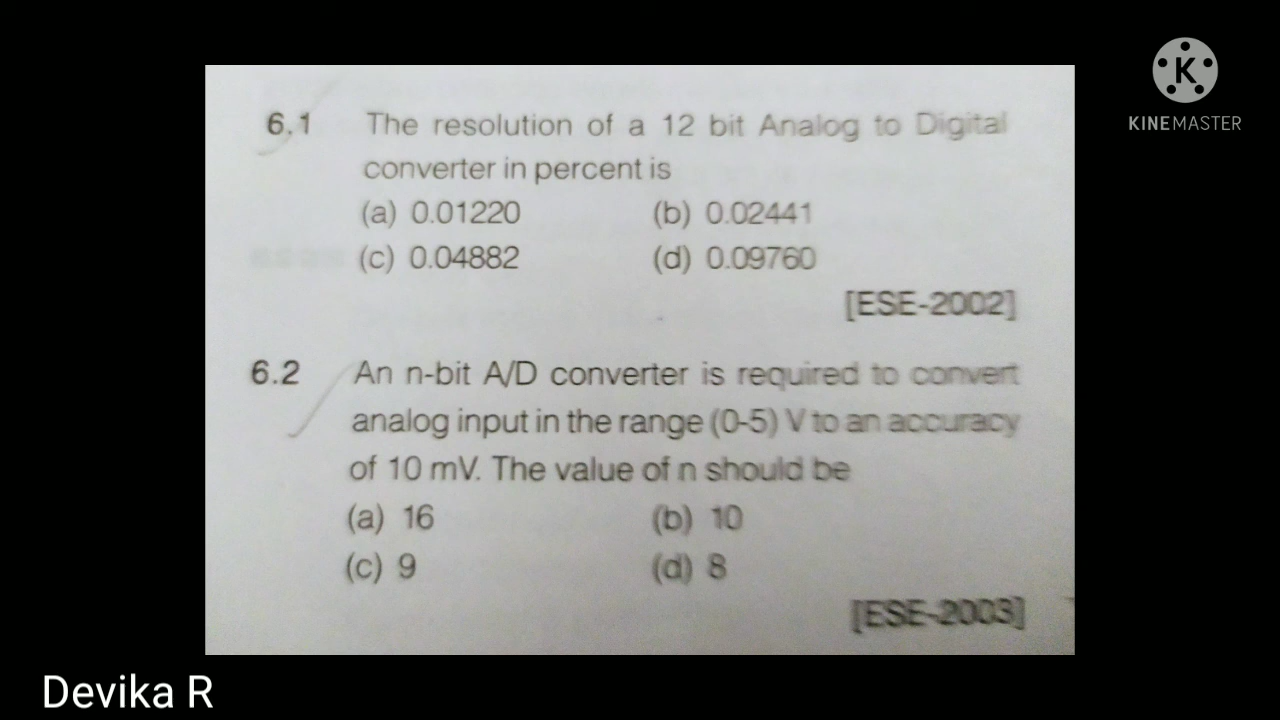 KINEMASTER
6.1 The resolution of a 12 bit Analog to Digital
converter in percent is
(a) 0.01220 (b) 0.02441
(c) 0.04882 (d) 0.09760
[ESE-2002]
6.2 An n-bit A/D converter is required to convert
analog input in the range (0-5) V to an accuracy
of 10 mV. The value of n should be
(a) 16 (b) 10
(c) 9 (d) 8
[ESE-2003]
Devika R